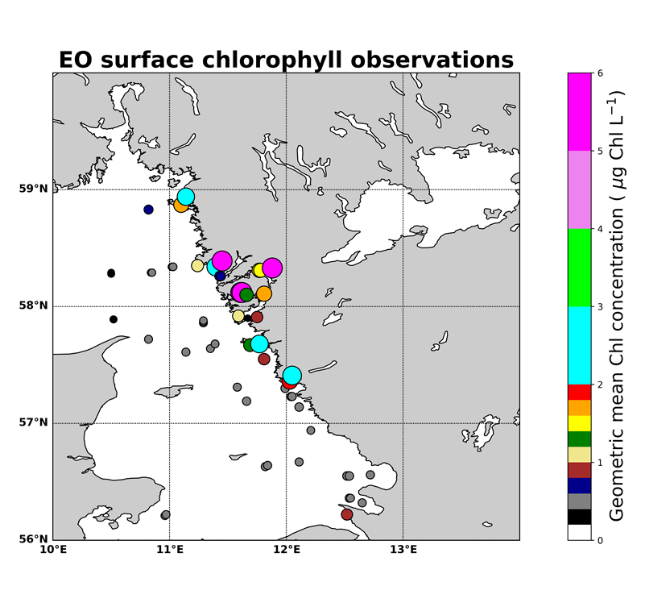 EO surface chlorophyll observations
59°N
58°N
57°N
56°N
10°E 11°E 12°E 13°E
6
5
4
3
2
1
0
Geometric mean Chl concentration ( μg Chl L⁻¹)